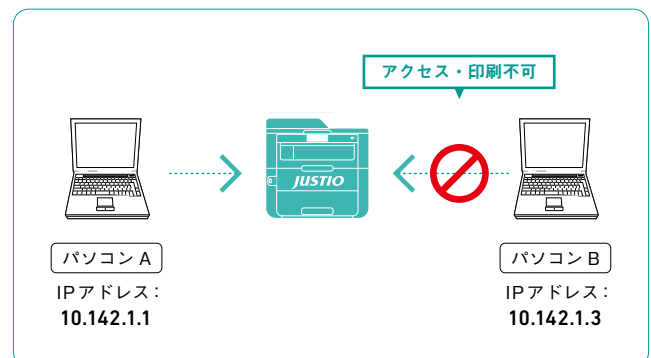 アクセス・印刷不可
JUSTIO
パソコン A
IPアドレス：
10.142.1.1
パソコン B
IPアドレス：
10.142.1.3